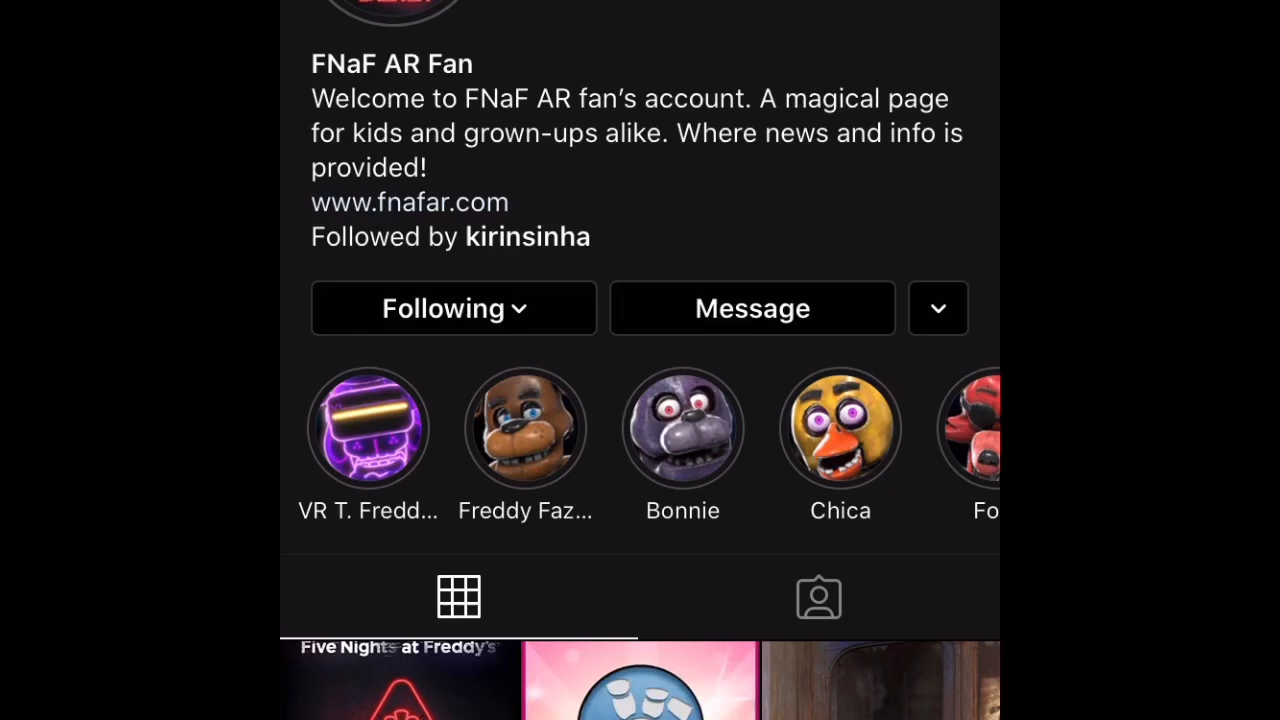 FNaF AR Fan
Welcome to FNaF AR fan’s account. A magical page
for kids and grown-ups alike. Where news and info is
provided!
www.fnafar.com
Followed by kirinsinha
Following
Message
VR T. Fredd...
Freddy Faz...
Bonnie
Chica
Fo
Five Nights at Freddy's